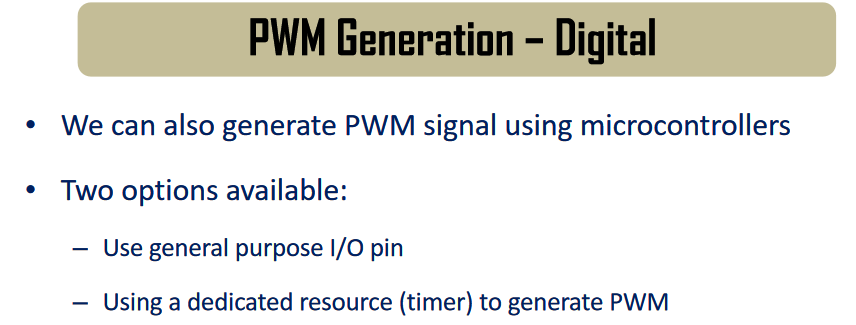 PWM Generation – Digital
• We can also generate PWM signal using microcontrollers
• Two options available:
– Use general purpose I/O pin
– Using a dedicated resource (timer) to generate PWM